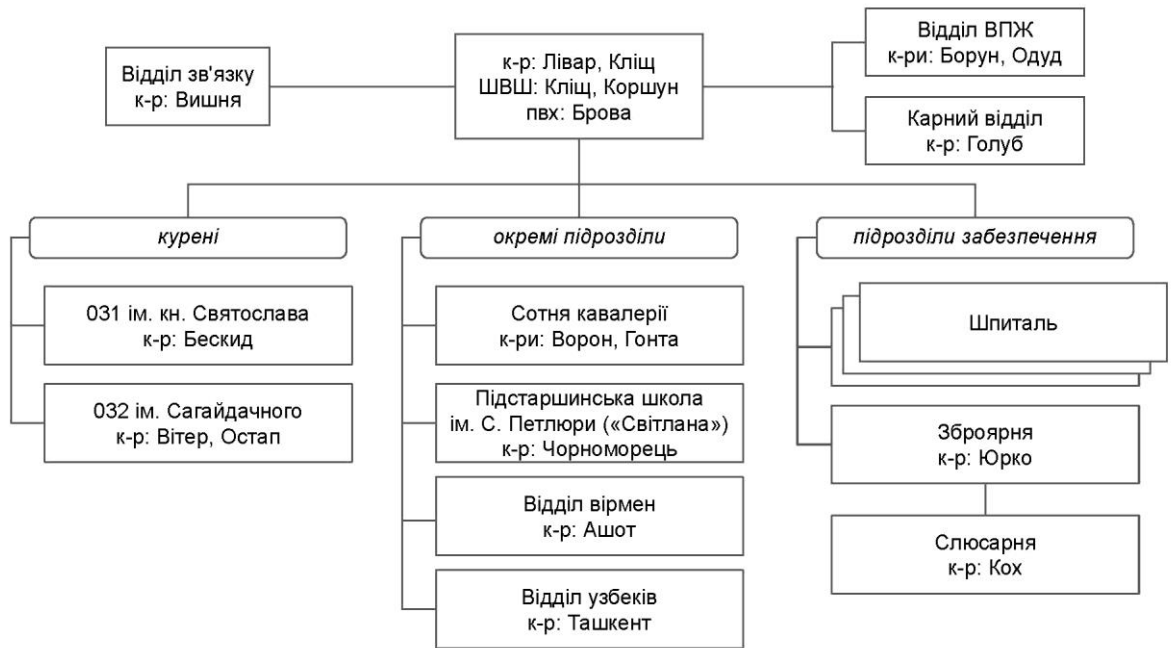 Відділ зв'язку
к-р: Вишня
к-р: Лівар, Кліщ
ШВШ: Кліщ, Коршун
пвх: Брова
Відділ ВПЖ
к-ри: Борун, Одуд
Карний відділ
к-р: Голуб
курені
031 ім. кн. Святослава
к-р: Бескид
032 ім. Сагайдачного
к-р: Вітер, Остап
окремі підрозділи
Сотня кавалерії
к-ри: Ворон, Гонта
Підстаршинська школа
ім. С. Петлюри («Світлана»)
к-р: Чорноморець
Відділ вірмен
к-р: Ашот
Відділ узбеків
к-р: Ташкент
підрозділи забезпечення
Шпиталь
Зброярня
к-р: Юрко
Слюсарня
к-р: Кох